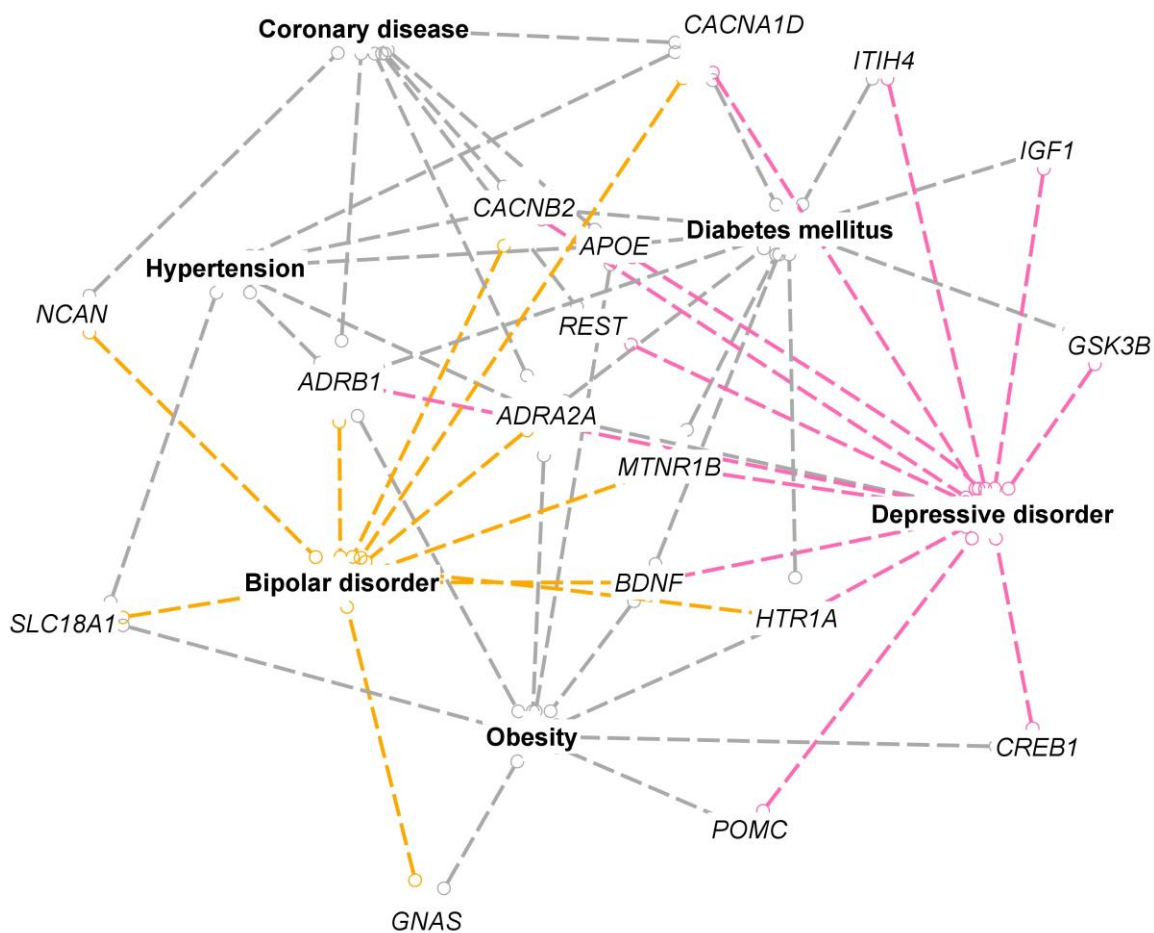 Coronary disease
CACNA1D
ITIH4
IGF1
CACNB2
Diabetes mellitus
APOE
Hypertension
NCAN
REST
GSK3B
ADRB1
ADRA2A
MTNR1B
Depressive disorder
Bipolar disorder
BDNF
SLC18A1
HTR1A
Obesity
CREB1
POMC
GNAS